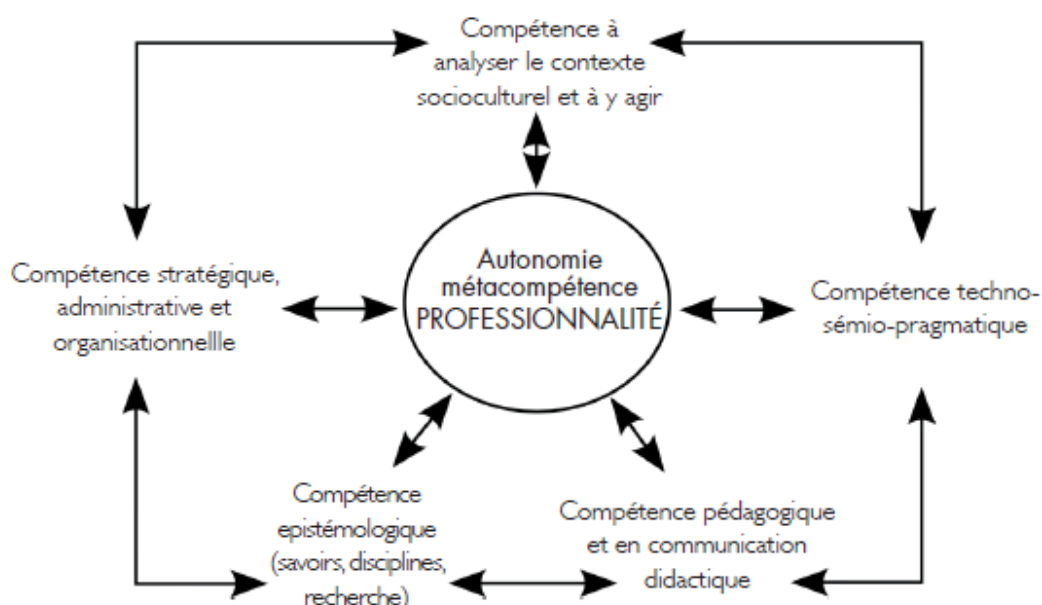 Compétence à
analyser le contexte
socioculturel et à y agir
Autonomie
métacompétence
PROFESSIONNALITÉ
Compétence stratégique,
administrative et
organisationnellle
Compétence techno-
sémio-pragmatique
Compétence
epistémologique
(savoirs, disciplines,
recherche)
Compétence pédagogique
et en communication
didactique